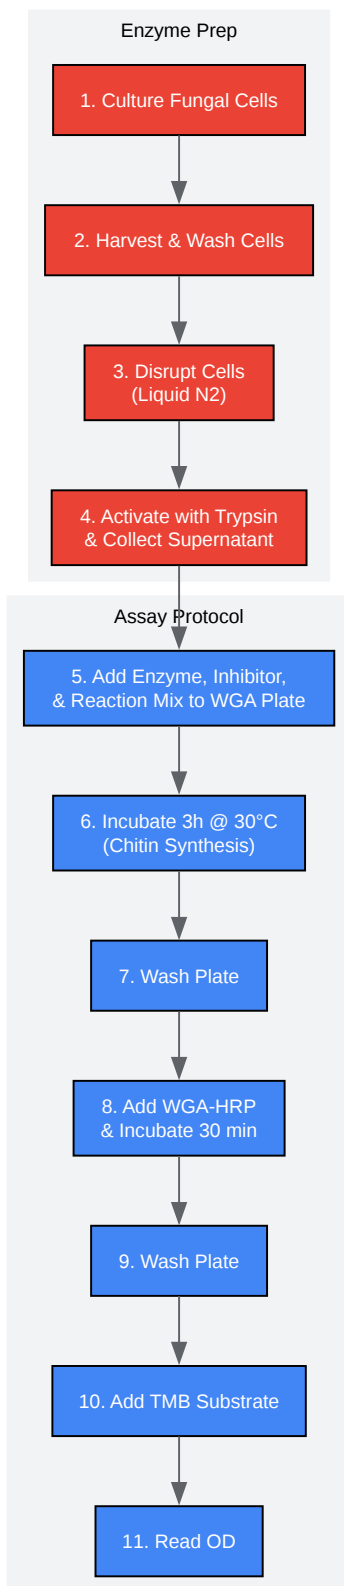 Enzyme Prep
1. Culture Fungal Cells
2. Harvest & Wash Cells
3. Disrupt Cells
(Liquid N2)
4. Activate with Trypsin
& Collect Supernatant
Assay Protocol
5. Add Enzyme, Inhibitor,
& Reaction Mix to WGA Plate
6. Incubate 3h @ 30°C
(Chitin Synthesis)
7. Wash Plate
8. Add WGA-HRP
& Incubate 30 min
9. Wash Plate
10. Add TMB Substrate
11. Read OD